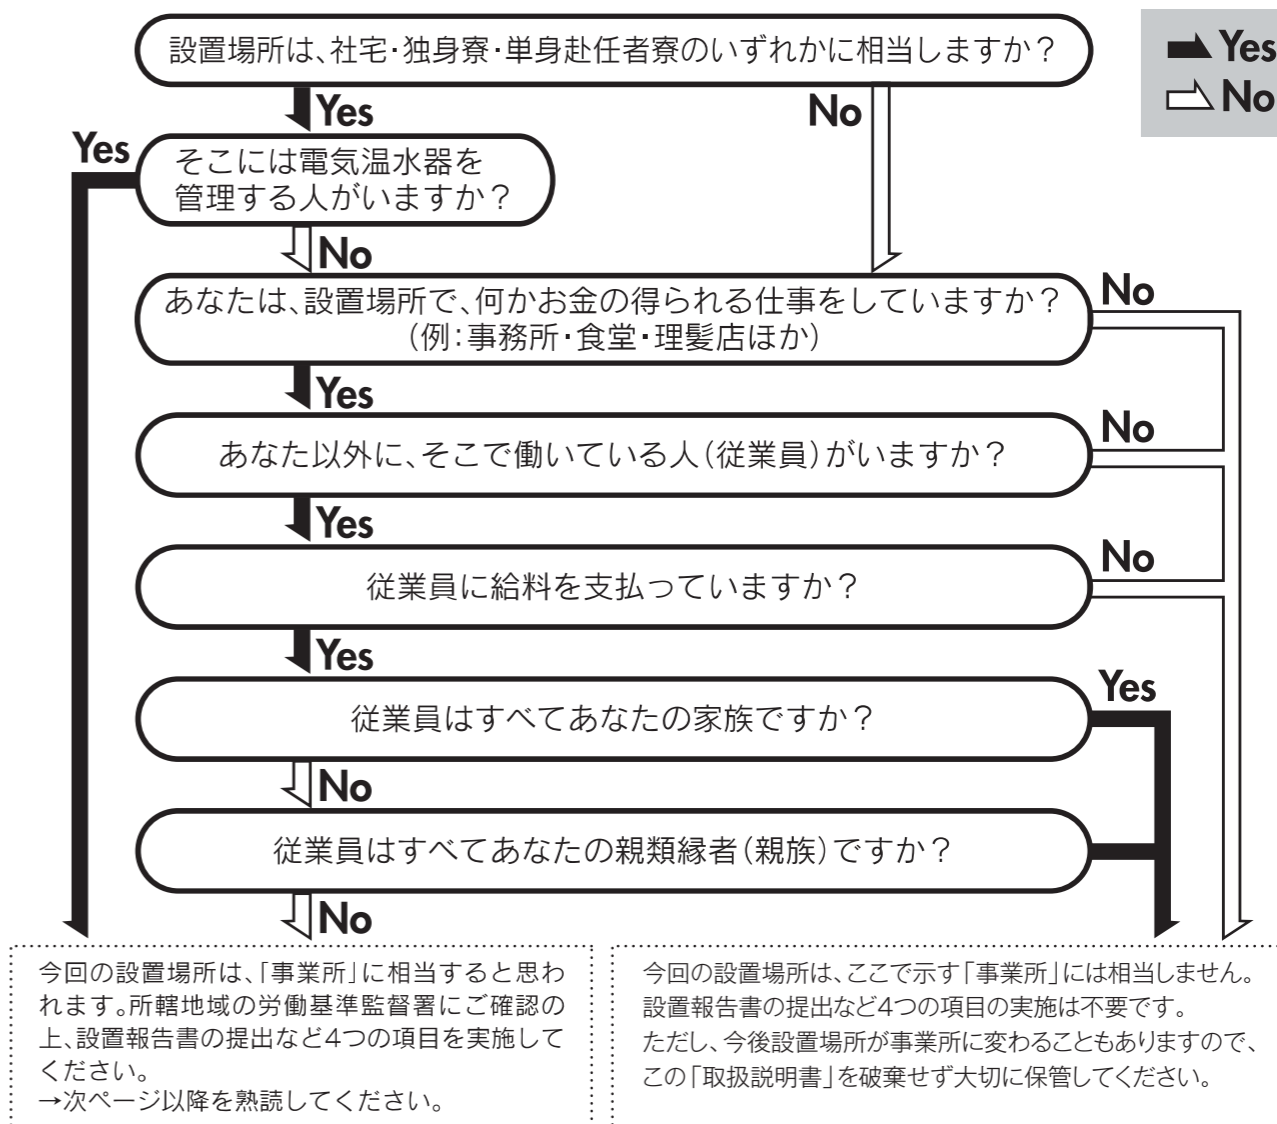 設置場所は、社宅・独身寮・単身赴任者寮のいずれかに相当しますか？
Yes
No
Yes
No
Yes
そこには電気温水器を
管理する人がいますか？
No
あなたは、設置場所で、何かお金の得られる仕事をしていますか？
（例：事務所・食堂・理髪店ほか）
No
Yes
あなた以外に、そこで働いている人（従業員）がいますか？
No
Yes
従業員に給料を支払っていますか？
No
Yes
従業員はすべてあなたの家族ですか？
Yes
No
従業員はすべてあなたの親類縁者（親族）ですか？
No
今回の設置場所は、「事業所」に相当すると思わ
れます。所轄地域の労働基準監督署にご確認の
上、設置報告書の提出など4つの項目を実施して
ください。
→次ページ以降を熟読してください。
今回の設置場所は、ここで示す「事業所」には相当しません。
設置報告書の提出など4つの項目の実施は不要です。
ただし、今後設置場所が事業所に変わることもありますので、
この「取扱説明書」を破棄せず大切に保管してください。